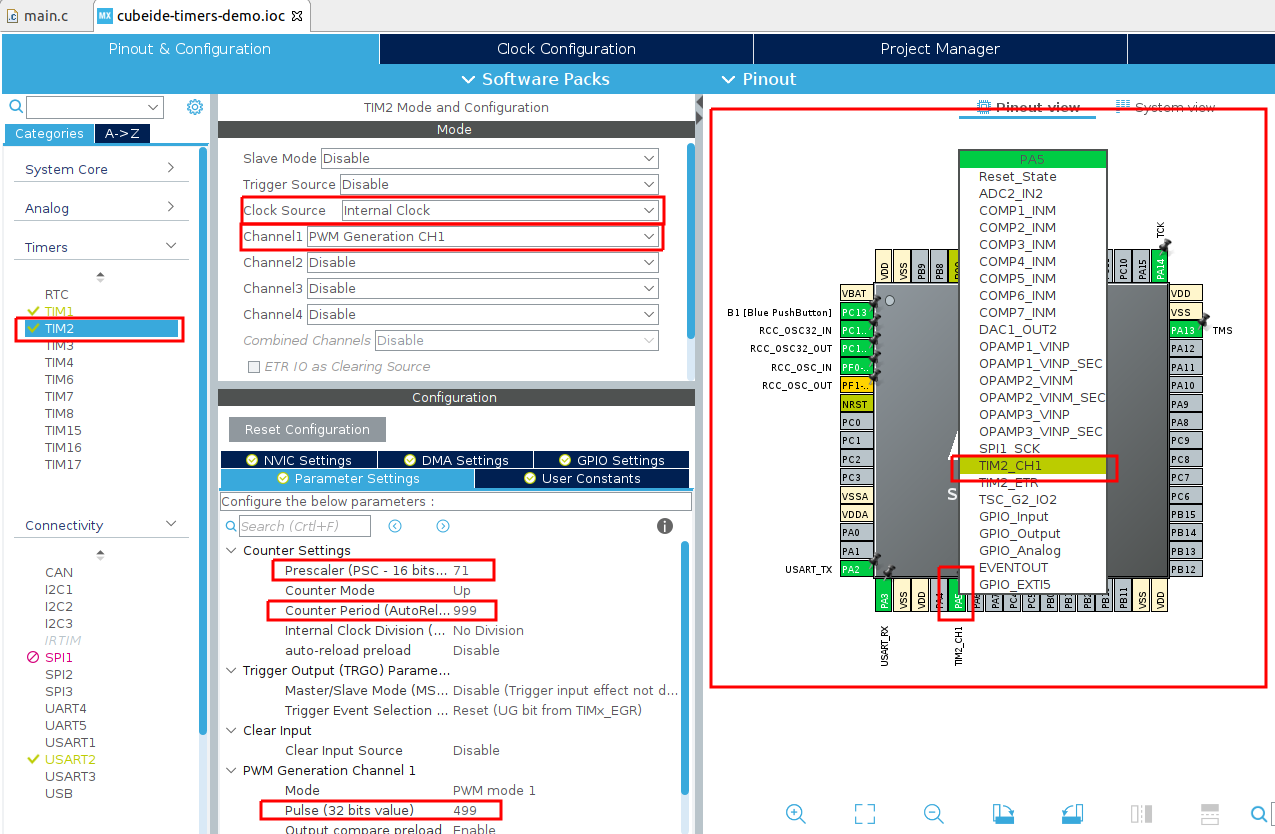 main.c
MX cubeide-timers-demo.ioc
Pinout & Configuration
Clock Configuration
Project Manager
Software Packs
Pinout
Categories
A->Z
System Core
Analog
Timers
RTC
TIM1
TIM2
TIM3
TIM4
TIM6
TIM7
TIM8
TIM15
TIM16
TIM17
Connectivity
CAN
I2C1
I2C2
I2C3
IRTIM
SPI1
SPI2
SPI3
UART4
UART5
USART1
USART2
USART3
USB
TIM2 Mode and Configuration
Mode
Slave Mode Disable
Trigger Source Disable
Clock Source Internal Clock
Channel1 PWM Generation CH1
Channel2 Disable
Channel3 Disable
Channel4 Disable
Combined Channels Disable
ETR IO as Clearing Source
Configuration
Reset Configuration
NVIC Settings
DMA Settings
GPIO Settings
Parameter Settings
User Constants
Configure the below parameters :
Search (Crtl+F)
Counter Settings
Prescaler (PSC - 16 bits... 71
Counter Mode Up
Counter Period (AutoRel... 999
Internal Clock Division (... No Division
auto-reload preload Disable
Trigger Output (TRGO) Parame...
Master/Slave Mode (MS... Disable (Trigger input effect not d...
Trigger Event Selection ... Reset (UG bit from TIMx_EGR)
Clear Input
Clear Input Source Disable
PWM Generation Channel 1
Mode PWM mode 1
Pulse (32 bits value) 499
Output compare preload Enable
Pinout view
System view
PA5
Reset_State
ADC2_IN2
COMP1_INM
COMP2_INM
COMP3_INM
COMP4_INM
COMP5_INM
COMP6_INM
COMP7_INM
DAC1_OUT2
OPAMP1_VINP
OPAMP1_VINP_SEC
OPAMP2_VINM
OPAMP2_VINM_SEC
OPAMP3_VINP
OPAMP3_VINP_SEC
SPI1_SCK
TIM2_CH1
TIM2_ETR
TSC_G2_IO2
GPIO_Input
GPIO_Output
GPIO_Analog
EVENTOUT
GPIO_EXTI5
TCK
VDD
VSS
PB9
PB8
PC10
PA15
PA14
VBAT
B1 [Blue PushButton] PC13
RCC_OSC32_IN PC1..
RCC_OSC32_OUT PC1..
RCC_OSC_IN PF0-..
RCC_OSC_OUT PF1-..
NRST
PC0
PC1
PC2
PC3
VSSA
VDDA
PA0
PA1
USART_TX PA2
VDD
VSS
PA13 TMS
PA12
PA11
PA10
PA9
PA8
PC9
PC8
PC7
PC6
PB15
PB14
PB13
PB12
PA3
VSS
VDD
PA4
PA5
PA6
PA7
PC4
PC5
PB0
PB1
PB2
PB10
PB11
VSS
VDD
USART_RX
TIM2_CH1